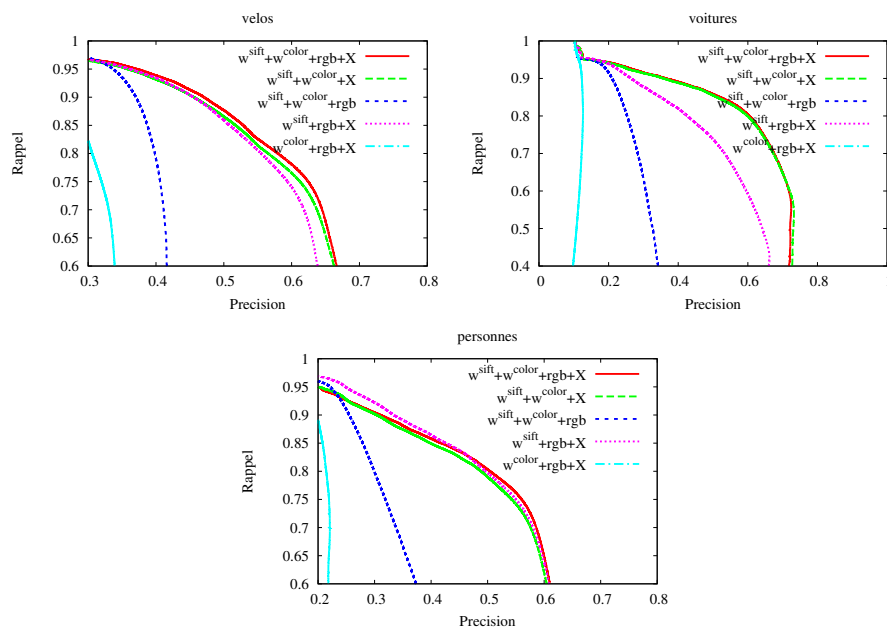 velos
1
0.95
0.9
0.85
0.8
0.75
0.7
0.65
0.6
0.3
0.4
0.5
0.6
0.7
0.8
Rappel
Precision
w^sift+w^color+rgb+X
w^sift+w^color+X
w^sift+w^color+rgb
w^sift+rgb+X
w^color+rgb+X
voitures
1
0.9
0.8
0.7
0.6
0.5
0.4
0
0.2
0.4
0.6
0.8
1
Rappel
Precision
w^sift+w^color+rgb+X
w^sift+w^color+X
w^sift+w^color+rgb
w^sift+rgb+X
w^color+rgb+X
personnes
1
0.95
0.9
0.85
0.8
0.75
0.7
0.65
0.6
0.2
0.3
0.4
0.5
0.6
0.7
0.8
Rappel
Precision
w^sift+w^color+rgb+X
w^sift+w^color+X
w^sift+w^color+rgb
w^sift+rgb+X
w^color+rgb+X